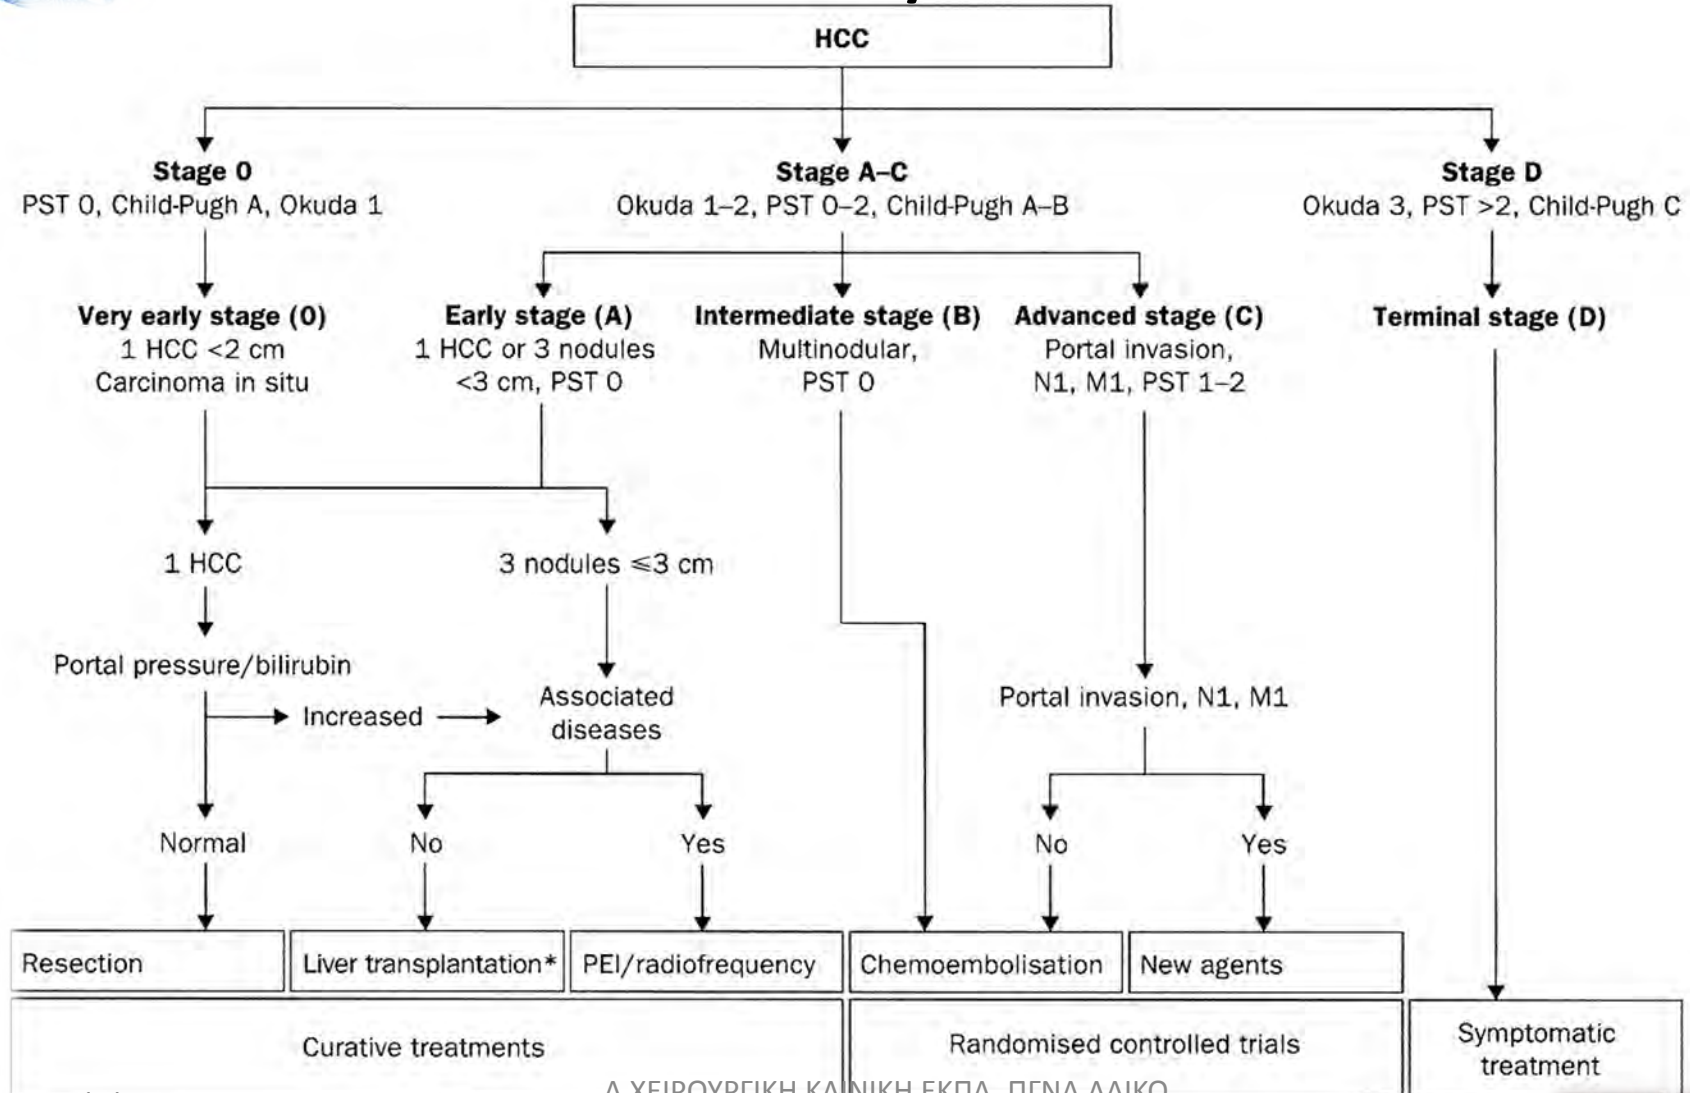 HCC
Stage 0
PST 0, Child-Pugh A, Okuda 1
Stage A–C
Okuda 1–2, PST 0–2, Child-Pugh A–B
Stage D
Okuda 3, PST >2, Child-Pugh C
Very early stage (0)
1 HCC <2 cm
Carcinoma in situ
Early stage (A)
1 HCC or 3 nodules
<3 cm, PST 0
Intermediate stage (B)
Multinodular,
PST 0
Advanced stage (C)
Portal invasion,
N1, M1, PST 1–2
Terminal stage (D)
1 HCC
3 nodules ⩽3 cm
Portal pressure/bilirubin
Increased
Associated
diseases
Portal invasion, N1, M1
Normal
No
Yes
No
Yes
Resection
Liver transplantation*
PEI/radiofrequency
Chemoembolisation
New agents
Curative treatments
Randomised controlled trials
Symptomatic
treatment
Α ΧΕΙΡΟΥΡΓΙΚΗ ΚΛΙΝΙΚΗ ΕΚΠΑ, ΠΓΝΑ ΛΑΙΚΟ